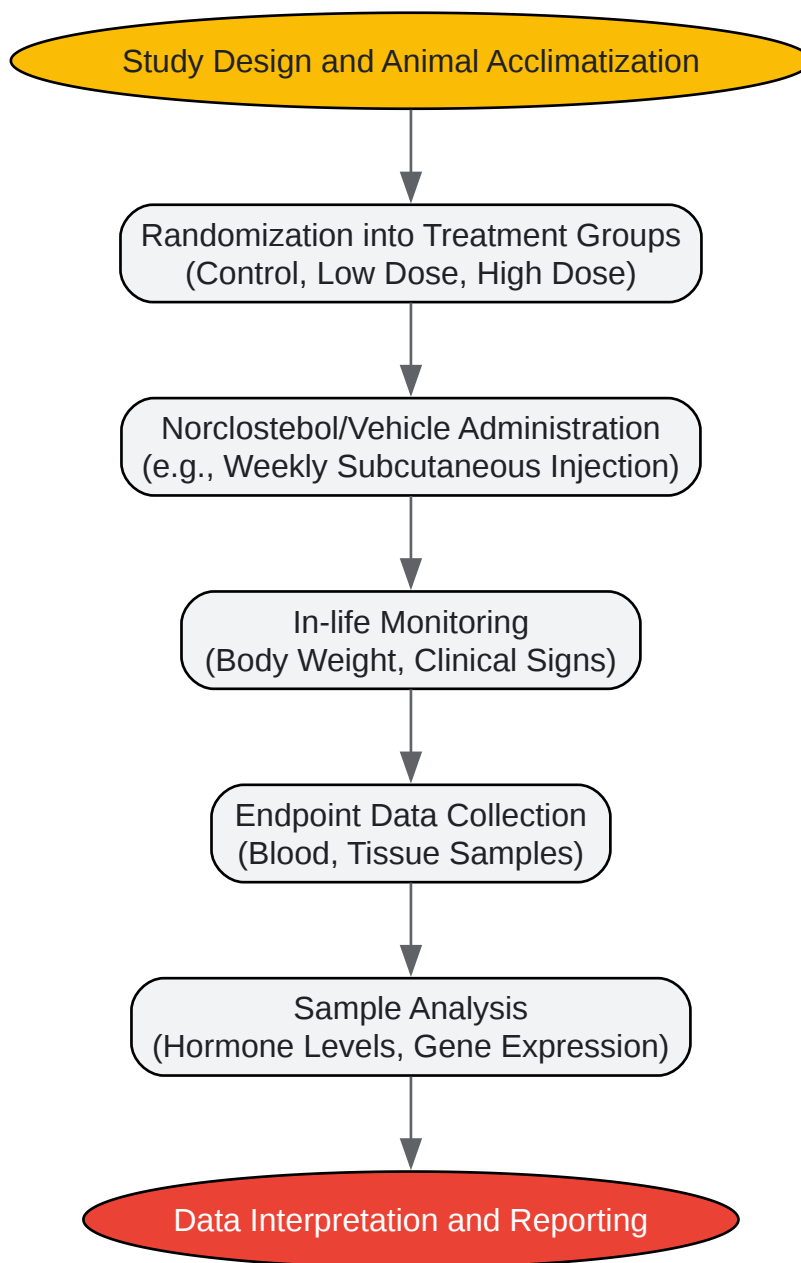 Study Design and Animal Acclimatization
Randomization into Treatment Groups
(Control, Low Dose, High Dose)
Norclostebol/Vehicle Administration
(e.g., Weekly Subcutaneous Injection)
In-life Monitoring
(Body Weight, Clinical Signs)
Endpoint Data Collection
(Blood, Tissue Samples)
Sample Analysis
(Hormone Levels, Gene Expression)
Data Interpretation and Reporting